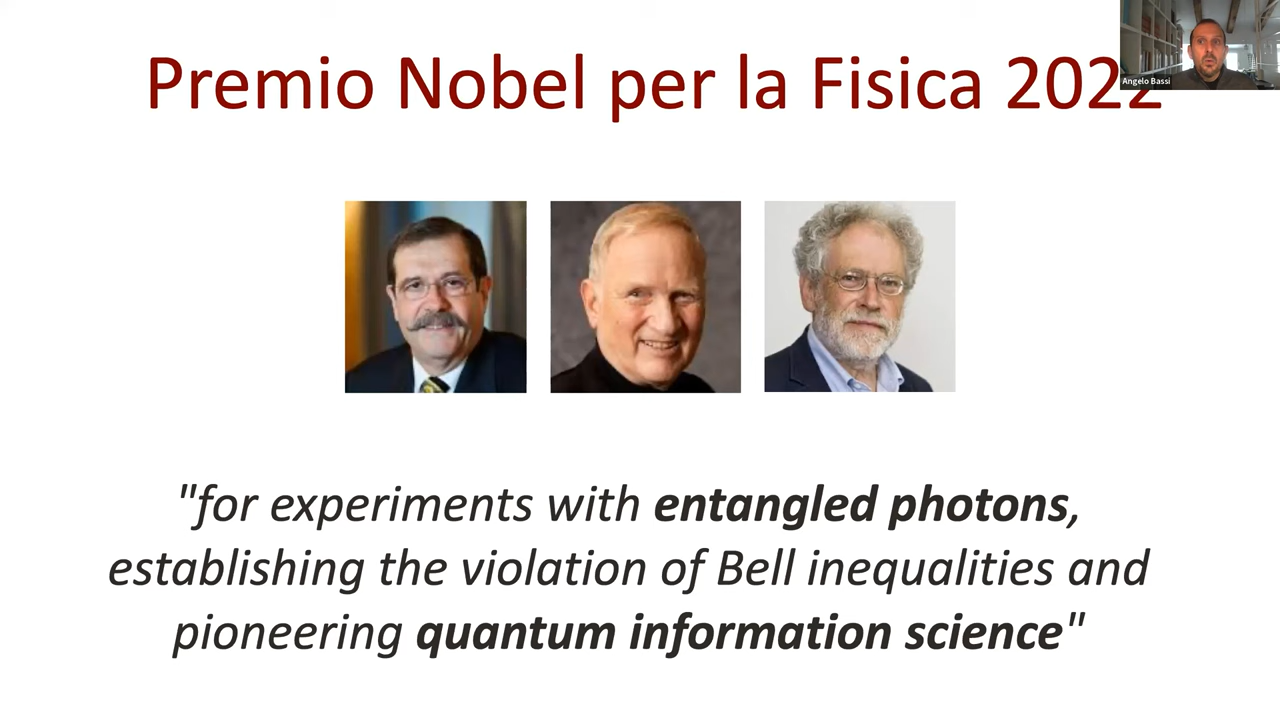 Premio Nobel per la Fisica 2022
Angelo Bassi
"for experiments with entangled photons,
establishing the violation of Bell inequalities and
pioneering quantum information science"